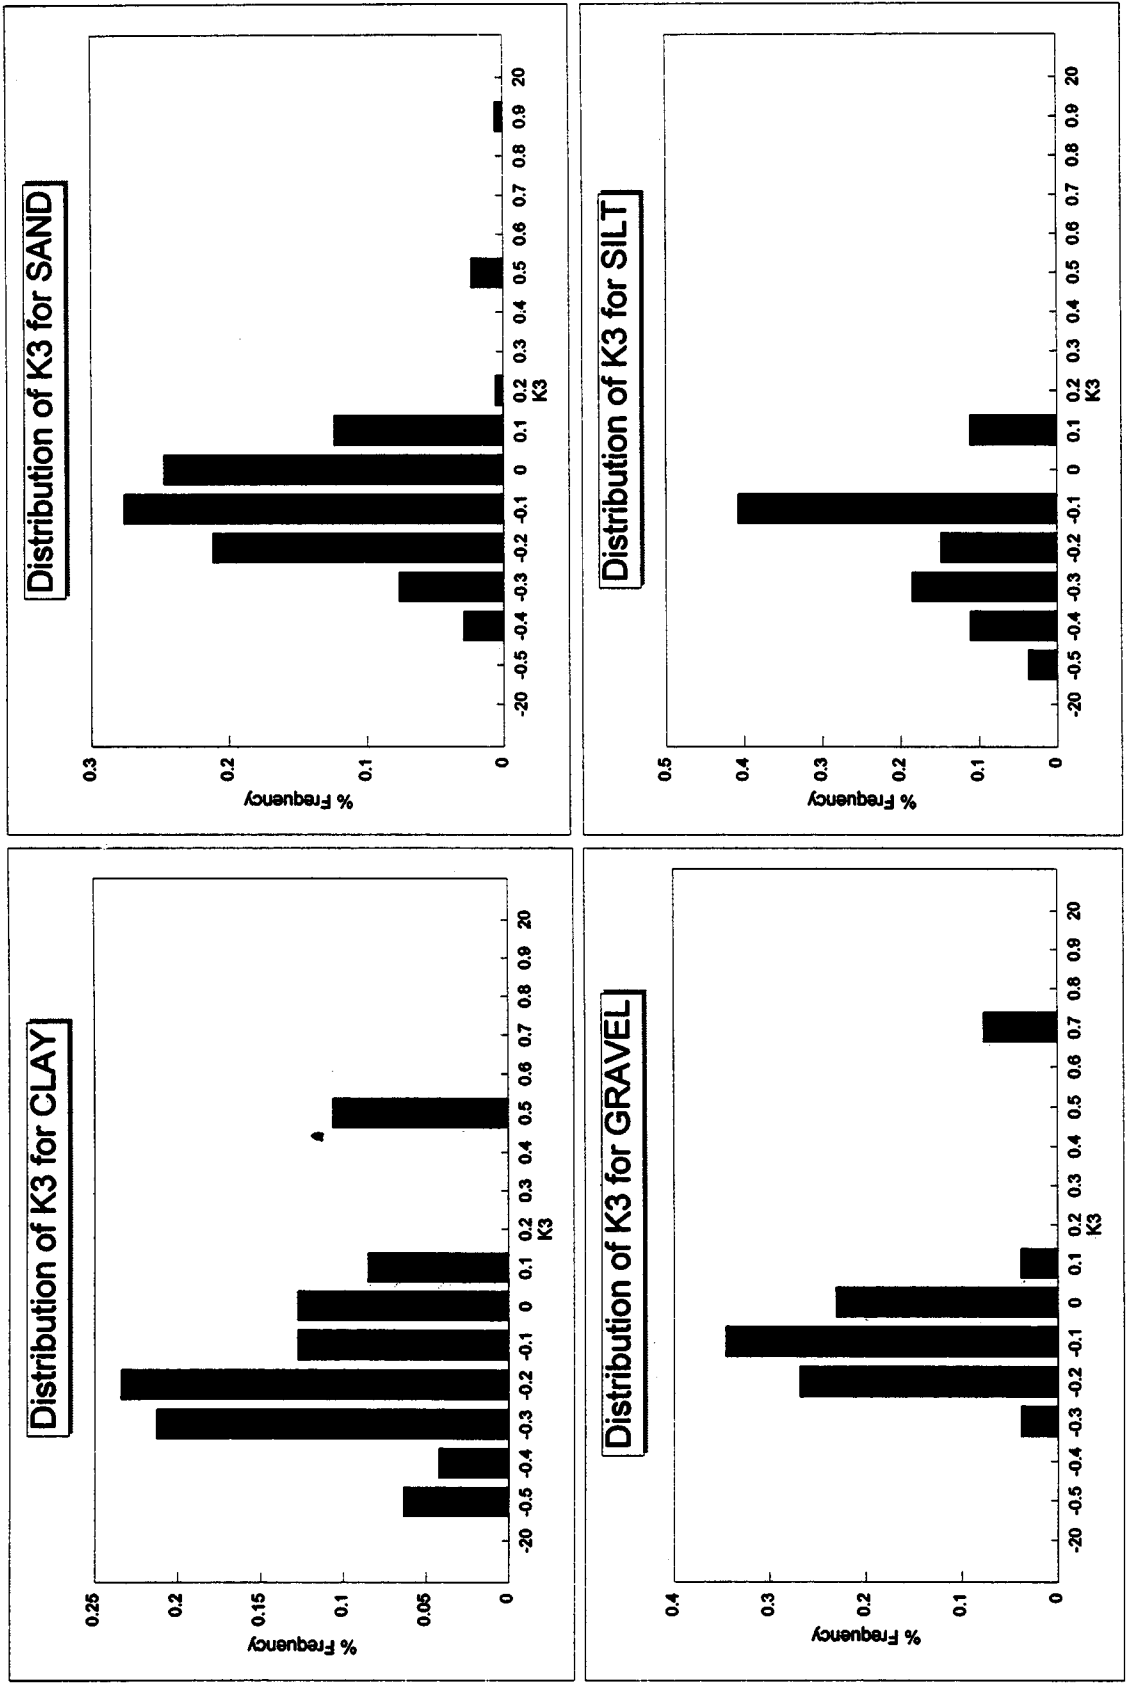 Distribution of K3 for CLAY
0.25
0.2
0.15
0.1
0.05
0
% Frequency
-20 -0.5 -0.4 -0.3 -0.2 -0.1 0 0.1 0.2 0.3 0.4 0.5 0.6 0.7 0.8 0.9 20
K3
Distribution of K3 for SAND
0.3
0.2
0.1
0
% Frequency
-20 -0.5 -0.4 -0.3 -0.2 -0.1 0 0.1 0.2 0.3 0.4 0.5 0.6 0.7 0.8 0.9 20
K3
Distribution of K3 for GRAVEL
0.4
0.3
0.2
0.1
0
% Frequency
-20 -0.5 -0.4 -0.3 -0.2 -0.1 0 0.1 0.2 0.3 0.4 0.5 0.6 0.7 0.8 0.9 20
K3
Distribution of K3 for SILT
0.5
0.4
0.3
0.2
0.1
0
% Frequency
-20 -0.5 -0.4 -0.3 -0.2 -0.1 0 0.1 0.2 0.3 0.4 0.5 0.6 0.7 0.8 0.9 20
K3